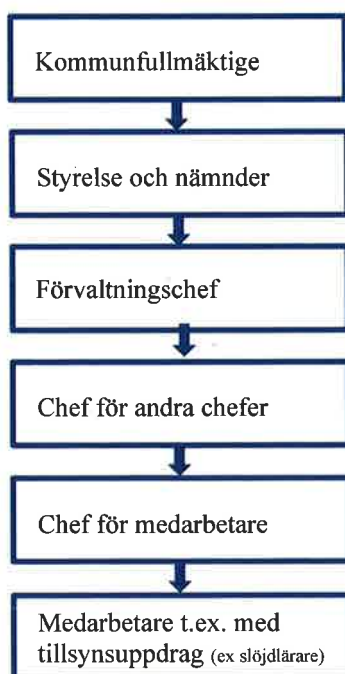 Kommunfullmäktige
Styrelse och nämnder
Förvaltningschef
Chef för andra chefer
Chef för medarbetare
Medarbetare t.ex. med
tillsynsuppdrag (ex slöjdlärare)